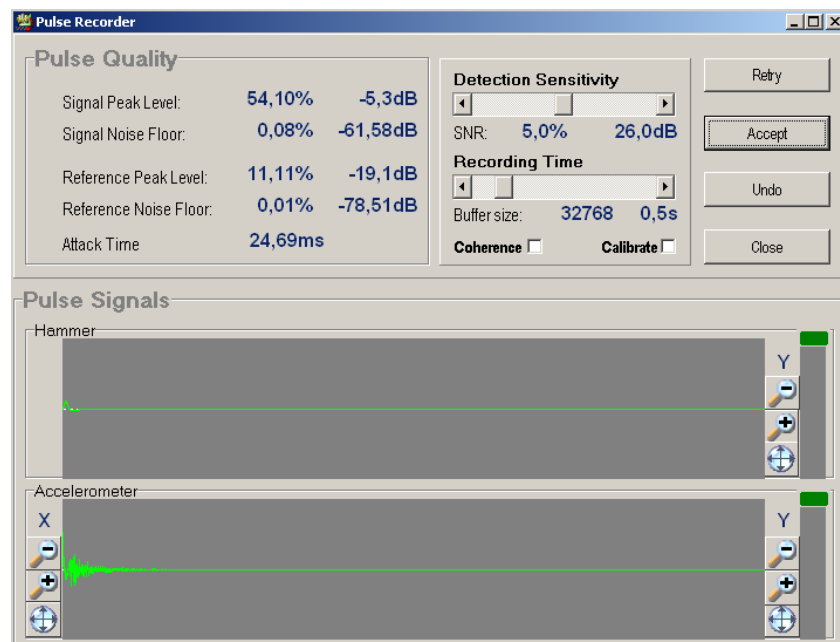 Pulse Recorder
Pulse Quality
Signal Peak Level: 54,10% -5,3dB
Signal Noise Floor: 0,08% -61,58dB
Reference Peak Level: 11,11% -19,1dB
Reference Noise Floor: 0,01% -78,51dB
Attack Time 24,69ms
Detection Sensitivity
SNR: 5,0% 26,0dB
Recording Time
Buffer size: 32768 0,5s
Coherence Calibrate
Retry
Accept
Undo
Close
Pulse Signals
Hammer
Y
Accelerometer
X Y